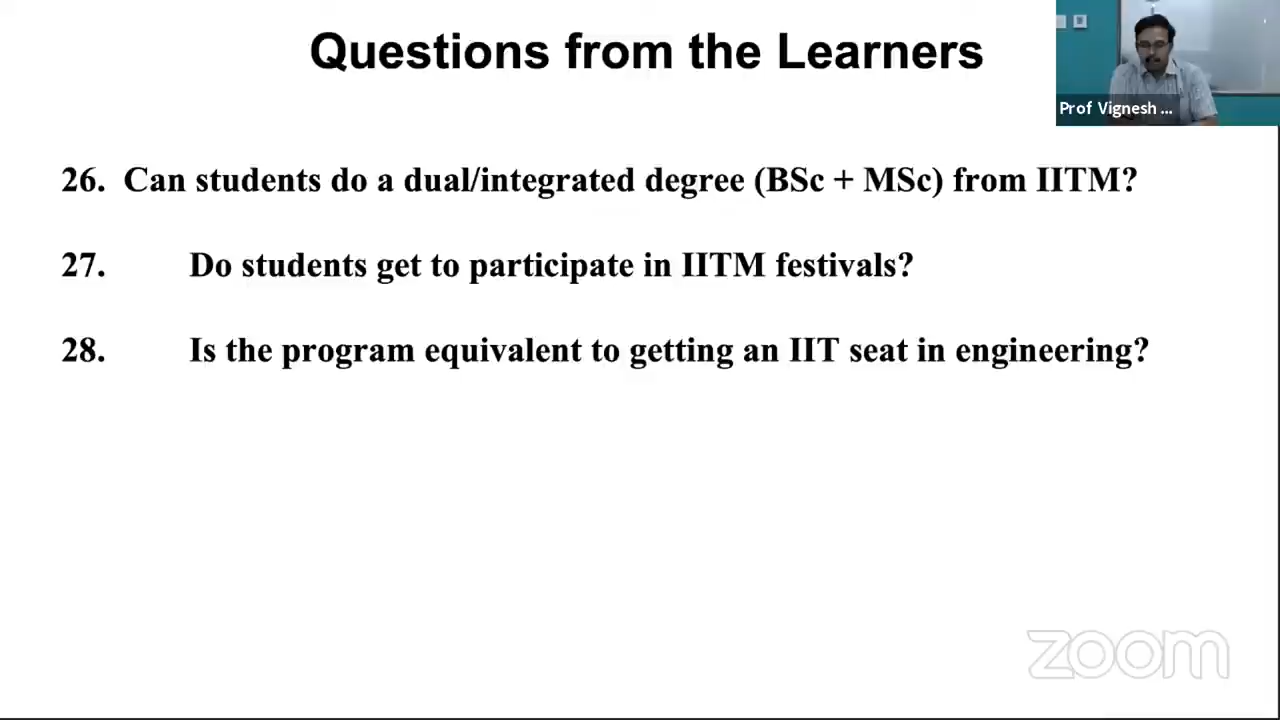 Questions from the Learners
Prof Vignesh ...
26. Can students do a dual/integrated degree (BSc + MSc) from IITM?
27. Do students get to participate in IITM festivals?
28. Is the program equivalent to getting an IIT seat in engineering?
zoom